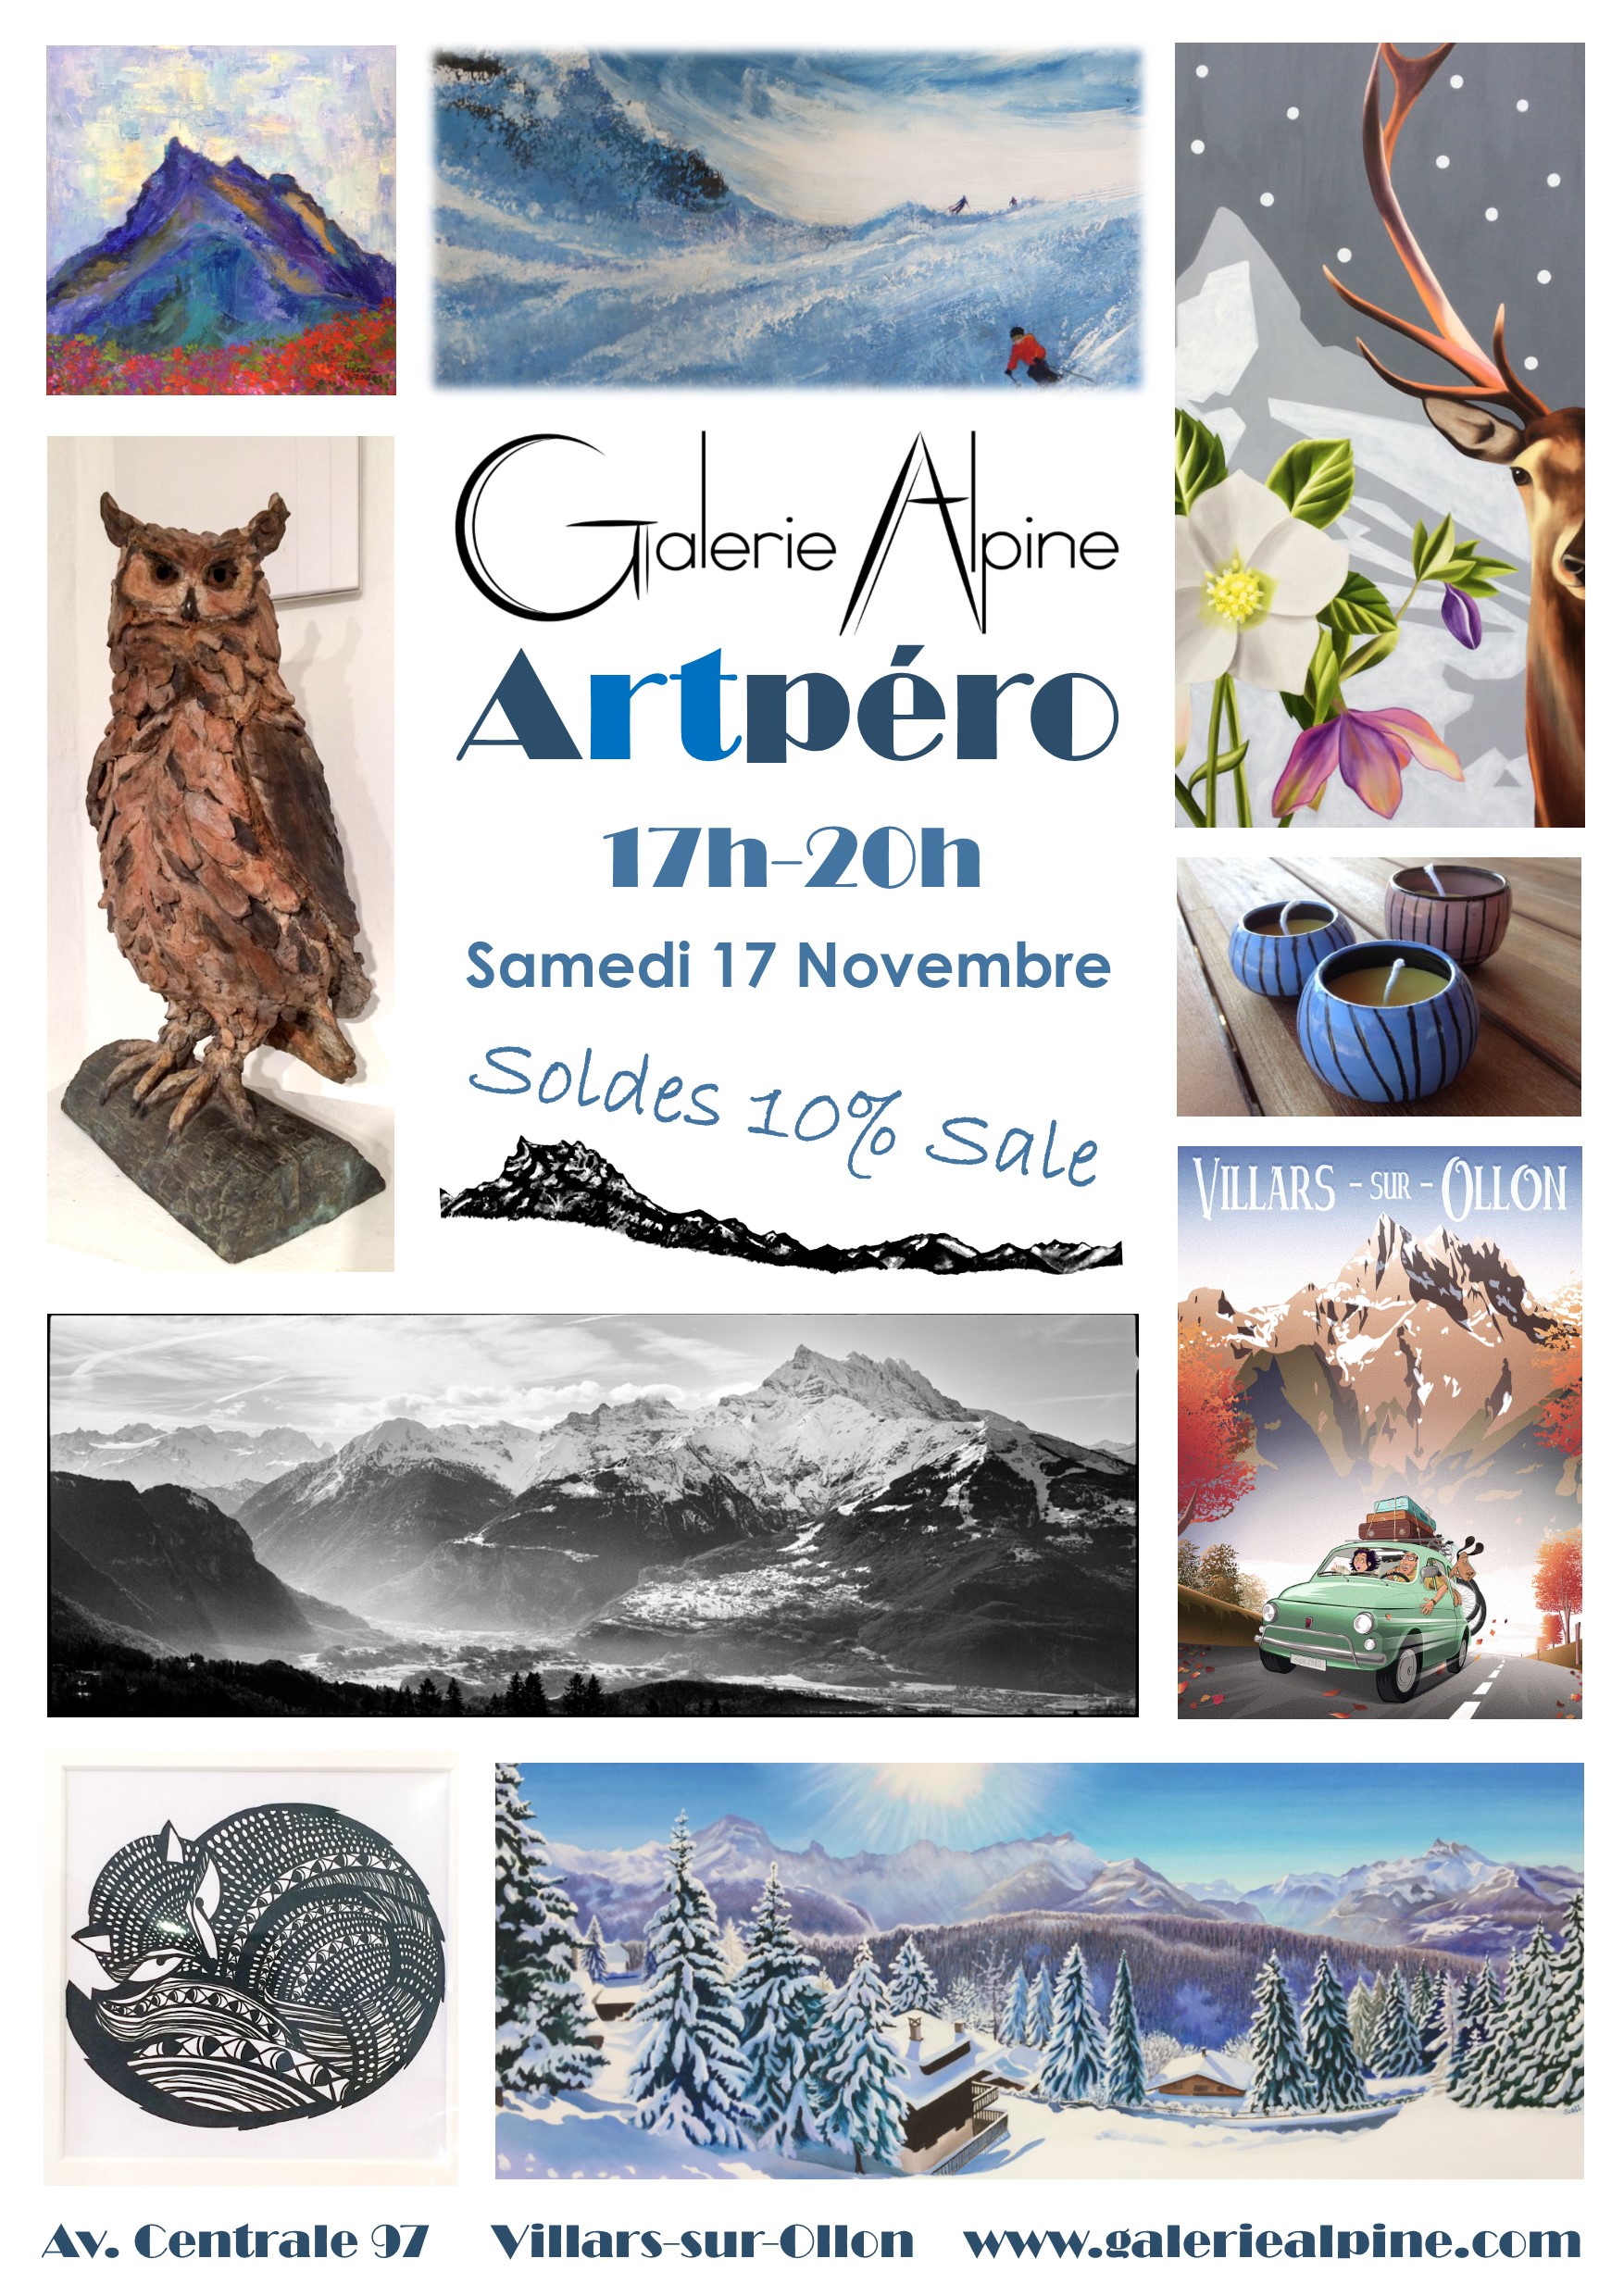 Galerie Alpine
Artpéro
17h-20h
Samedi 17 Novembre
Soldes 10% Sale
VILLARS - SUR - OLLON
Av. Centrale 97 Villars-sur-Ollon www.galeriealpine.com